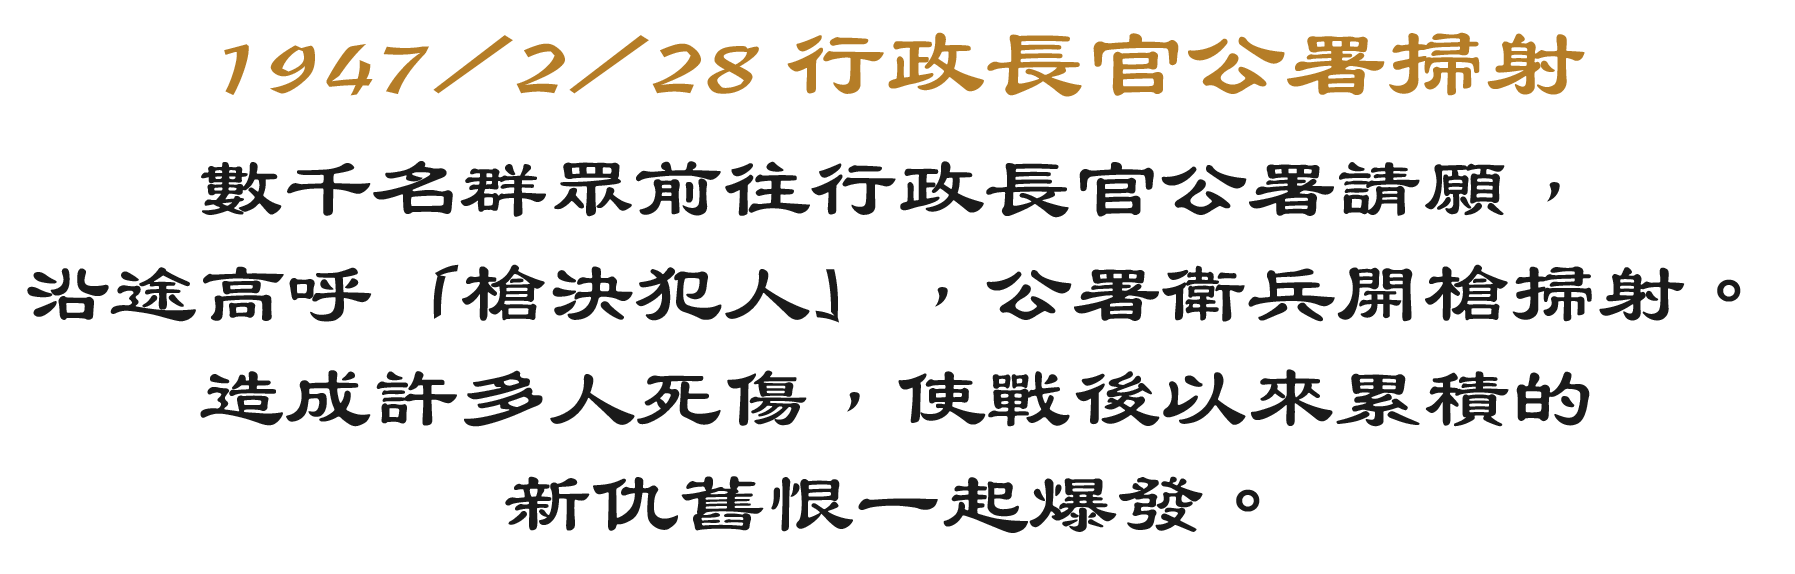 1947/2/28 行政長官公署掃射
數千名群眾前往行政長官公署請願，
沿途高呼「槍決犯人」，公署衛兵開槍掃射。
造成許多人死傷，使戰後以來累積的
新仇舊恨一起爆發。